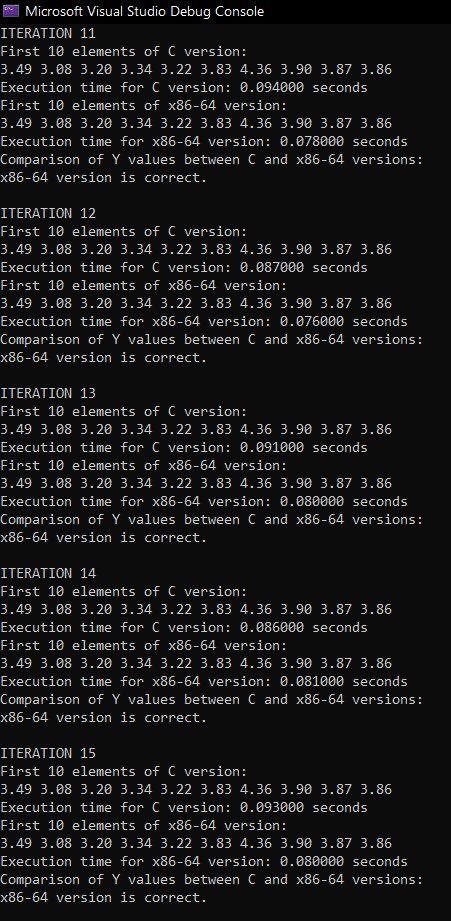 Microsoft Visual Studio Debug Console
ITERATION 11
First 10 elements of C version:
3.49 3.08 3.20 3.34 3.22 3.83 4.36 3.90 3.87 3.86
Execution time for C version: 0.094000 seconds
First 10 elements of x86-64 version:
3.49 3.08 3.20 3.34 3.22 3.83 4.36 3.90 3.87 3.86
Execution time for x86-64 version: 0.078000 seconds
Comparison of Y values between C and x86-64 versions:
x86-64 version is correct.
ITERATION 12
First 10 elements of C version:
3.49 3.08 3.20 3.34 3.22 3.83 4.36 3.90 3.87 3.86
Execution time for C version: 0.087000 seconds
First 10 elements of x86-64 version:
3.49 3.08 3.20 3.34 3.22 3.83 4.36 3.90 3.87 3.86
Execution time for x86-64 version: 0.076000 seconds
Comparison of Y values between C and x86-64 versions:
x86-64 version is correct.
ITERATION 13
First 10 elements of C version:
3.49 3.08 3.20 3.34 3.22 3.83 4.36 3.90 3.87 3.86
Execution time for C version: 0.091000 seconds
First 10 elements of x86-64 version:
3.49 3.08 3.20 3.34 3.22 3.83 4.36 3.90 3.87 3.86
Execution time for x86-64 version: 0.080000 seconds
Comparison of Y values between C and x86-64 versions:
x86-64 version is correct.
ITERATION 14
First 10 elements of C version:
3.49 3.08 3.20 3.34 3.22 3.83 4.36 3.90 3.87 3.86
Execution time for C version: 0.086000 seconds
First 10 elements of x86-64 version:
3.49 3.08 3.20 3.34 3.22 3.83 4.36 3.90 3.87 3.86
Execution time for x86-64 version: 0.081000 seconds
Comparison of Y values between C and x86-64 versions:
x86-64 version is correct.
ITERATION 15
First 10 elements of C version:
3.49 3.08 3.20 3.34 3.22 3.83 4.36 3.90 3.87 3.86
Execution time for C version: 0.093000 seconds
First 10 elements of x86-64 version:
3.49 3.08 3.20 3.34 3.22 3.83 4.36 3.90 3.87 3.86
Execution time for x86-64 version: 0.080000 seconds
Comparison of Y values between C and x86-64 versions:
x86-64 version is correct.